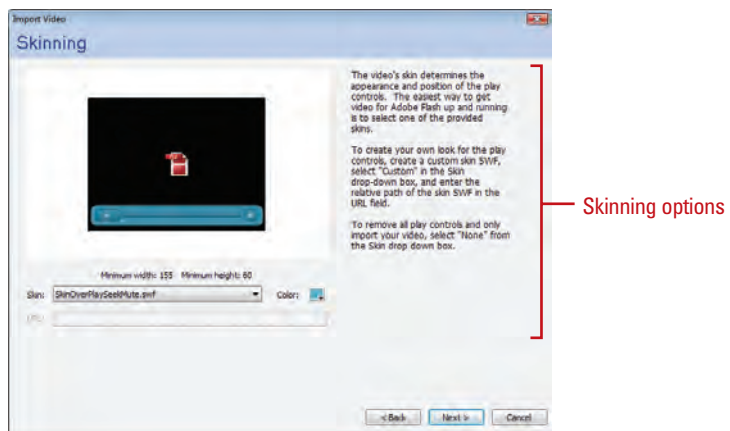 Import Video
Skinning
The video's skin determines the
appearance and position of the play
controls. The easiest way to get
video for Adobe Flash up and running
is to select one of the provided
skins.
To create your own look for the play
controls, create a custom skin SWF,
select "Custom" in the Skin
drop-down box, and enter the
relative path of the skin SWF in the
URL field.
To remove all play controls and only
import your video, select "None" from
the Skin drop down box.
Skinning options
Minimum width: 155 Minimum height: 60
Skin: SkinOverPlaySeekMute.swf Color:
URL:
< Back Next > Cancel